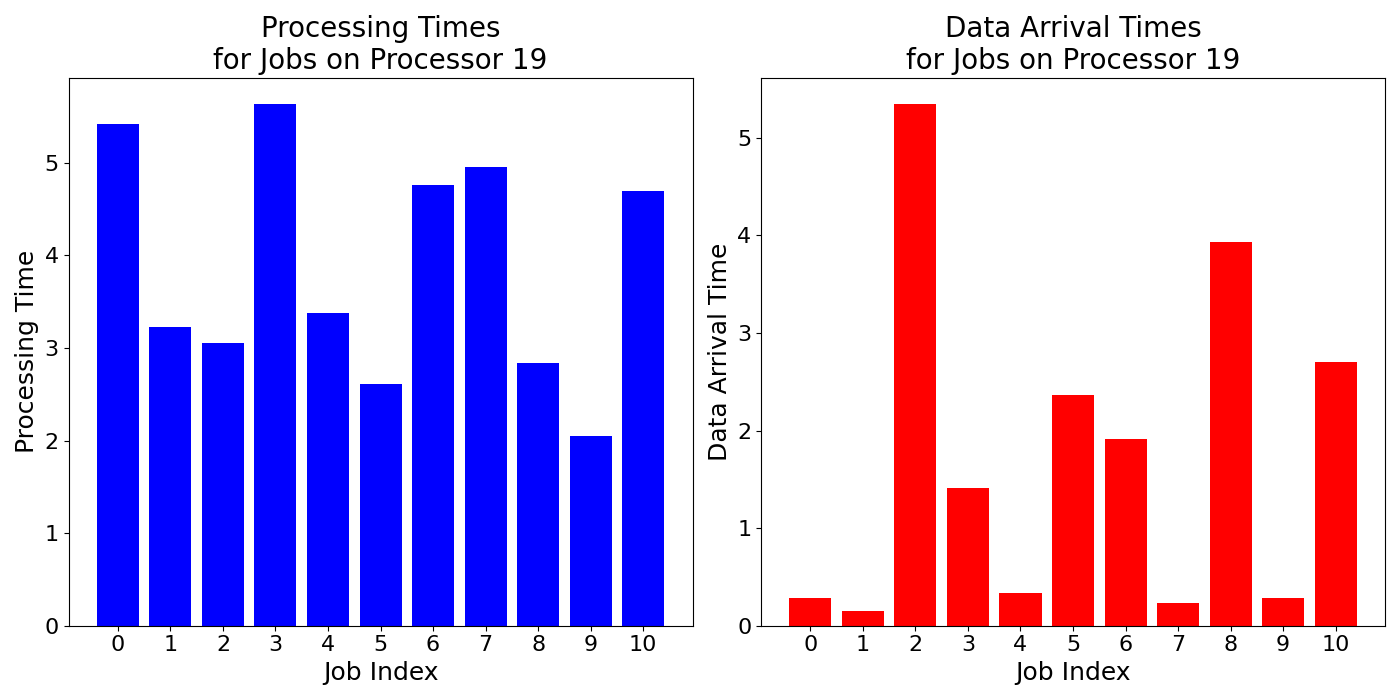 Processing Times
for Jobs on Processor 19
Processing Time
5
4
3
2
1
0
0 1 2 3 4 5 6 7 8 9 10
Job Index
Data Arrival Times
for Jobs on Processor 19
Data Arrival Time
5
4
3
2
1
0
0 1 2 3 4 5 6 7 8 9 10
Job Index